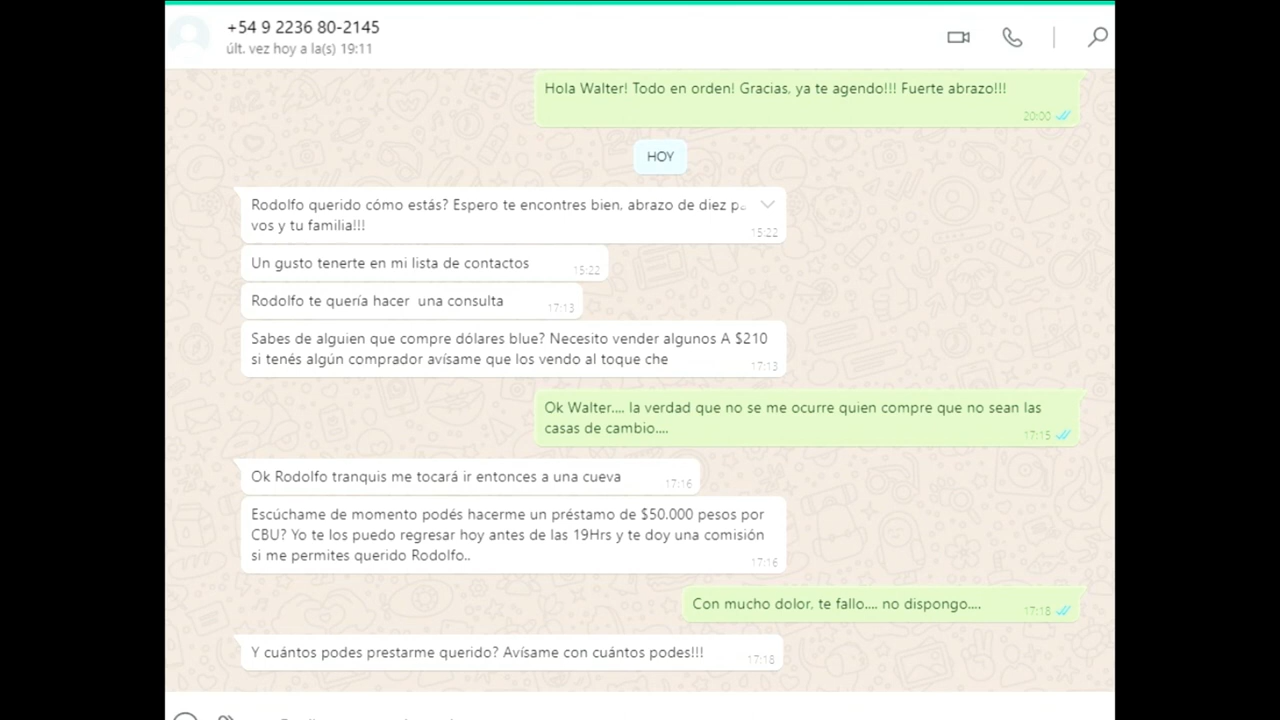 +54 9 2236 80-2145
últ. vez hoy a la(s) 19:11
Hola Walter! Todo en orden! Gracias, ya te agendo!!! Fuerte abrazo!!!
20:00
HOY
Rodolfo querido cómo estás? Espero te encontres bien, abrazo de diez
vos y tu familia!!!
15:22
Un gusto tenerte en mi lista de contactos
15:22
Rodolfo te quería hacer una consulta
17:13
Sabes de alguien que compre dólares blue? Necesito vender algunos A $210
si tenés algún comprador avísame que los vendo al toque che
17:13
Ok Walter.... la verdad que no se me ocurre quien compre que no sean las
casas de cambio....
17:15
Ok Rodolfo tranquis me tocará ir entonces a una cueva
17:16
Escúchame de momento podés hacerme un préstamo de $50.000 pesos por
CBU? Yo te los puedo regresar hoy antes de las 19Hrs y te doy una comisión
si me permites querido Rodolfo..
17:16
Con mucho dolor, te fallo.... no dispongo....
17:18
Y cuántos podes prestarme querido? Avísame con cuántos podes!!!
17:18